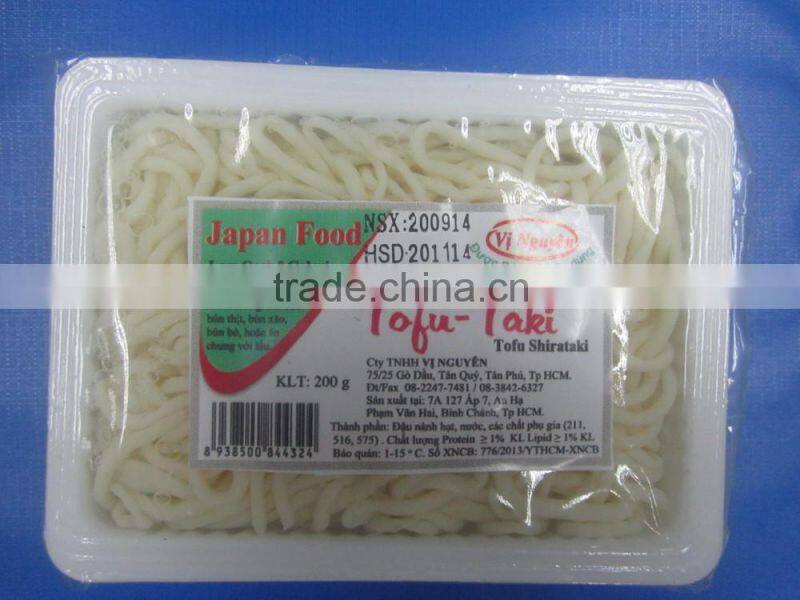 Japan Food
NSX:200914
HSD:201114
Vị Nguyên
trade.china.cn
bún thịt, bún xào,
bún bò, hoặc ăn
chung với lẩu
KLT: 200 g
Tofu-Taki
Tofu Shirataki
Cty TNHH VỊ NGUYÊN
75/25 Gò Dầu, Tân Quý, Tân Phú, Tp HCM.
Đt/Fax 08-2247-7481 / 08-3842-6327
Sản xuất tại: 7A 127 Ấp 7, An Hạ
Phạm Văn Hai, Bình Chánh, Tp HCM.
Thành phần: Đậu nành hạt, nước, các chất phụ gia (211,
516, 575) . Chất lượng Protein ≥ 1% KL Lipid ≥ 1% KL
Bảo quản: 1-15 ° C. Số XNCB: 776/2013/YTHCM-XNCB
8 938500 844324